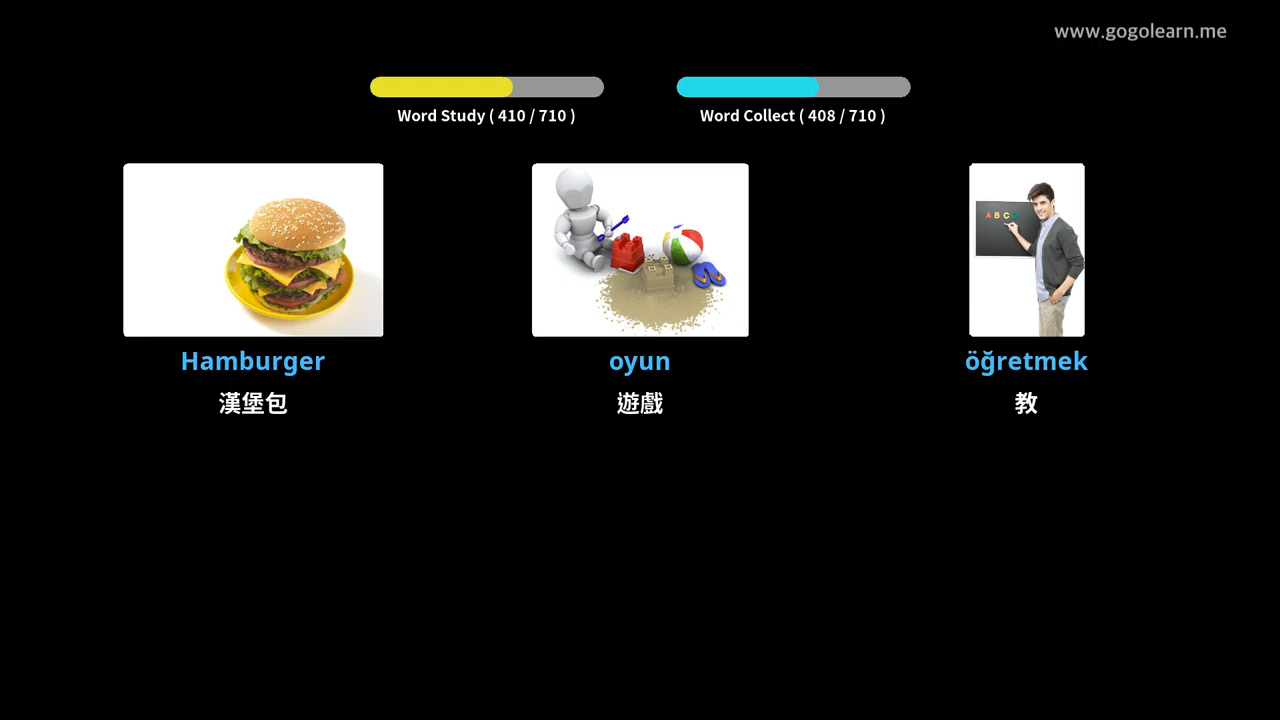 www.gogolearn.me
Word Study ( 410 / 710 )
Word Collect ( 408 / 710 )
A B C D
Hamburger
oyun
öğretmek
漢堡包
遊戲
教